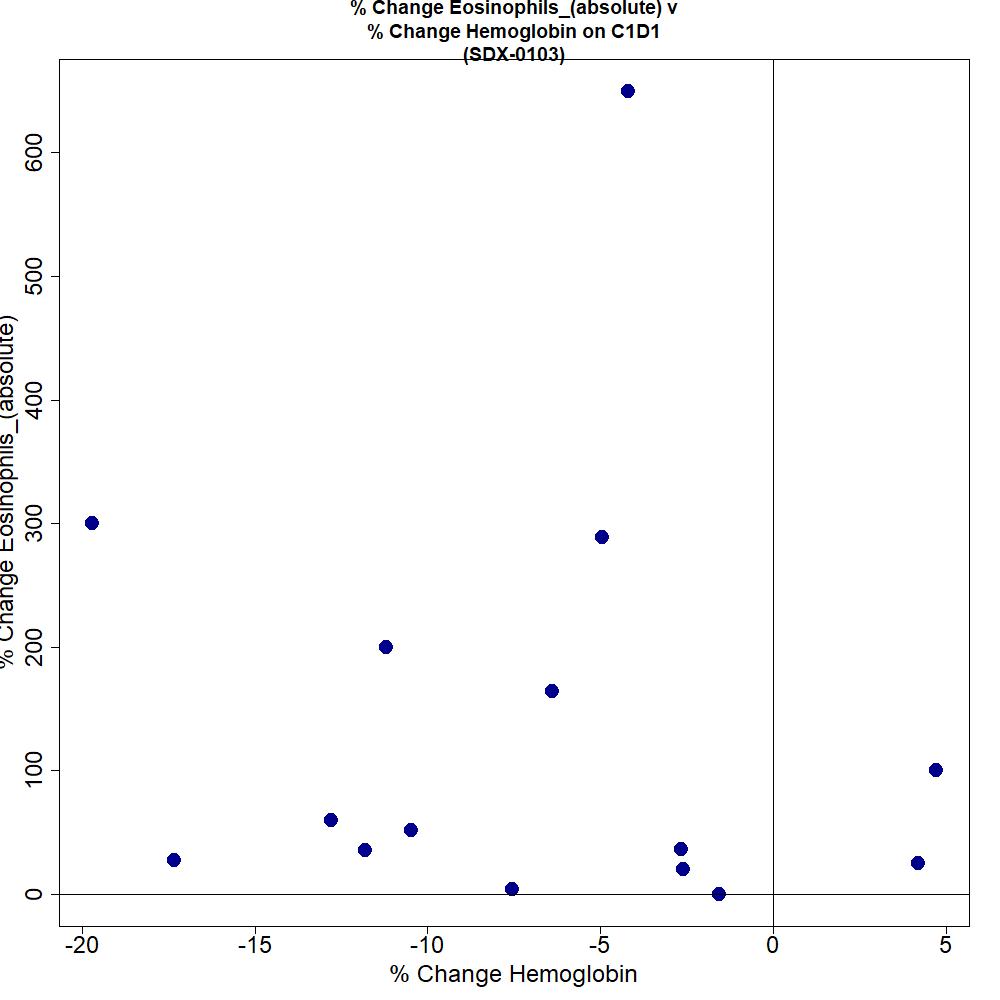 % Change Eosinophils_(absolute) v
% Change Hemoglobin on C1D1
(SDX-0103)
% Change Eosinophils_(absolute)
600
500
400
300
200
100
0
-20
-15
-10
-5
0
5
% Change Hemoglobin